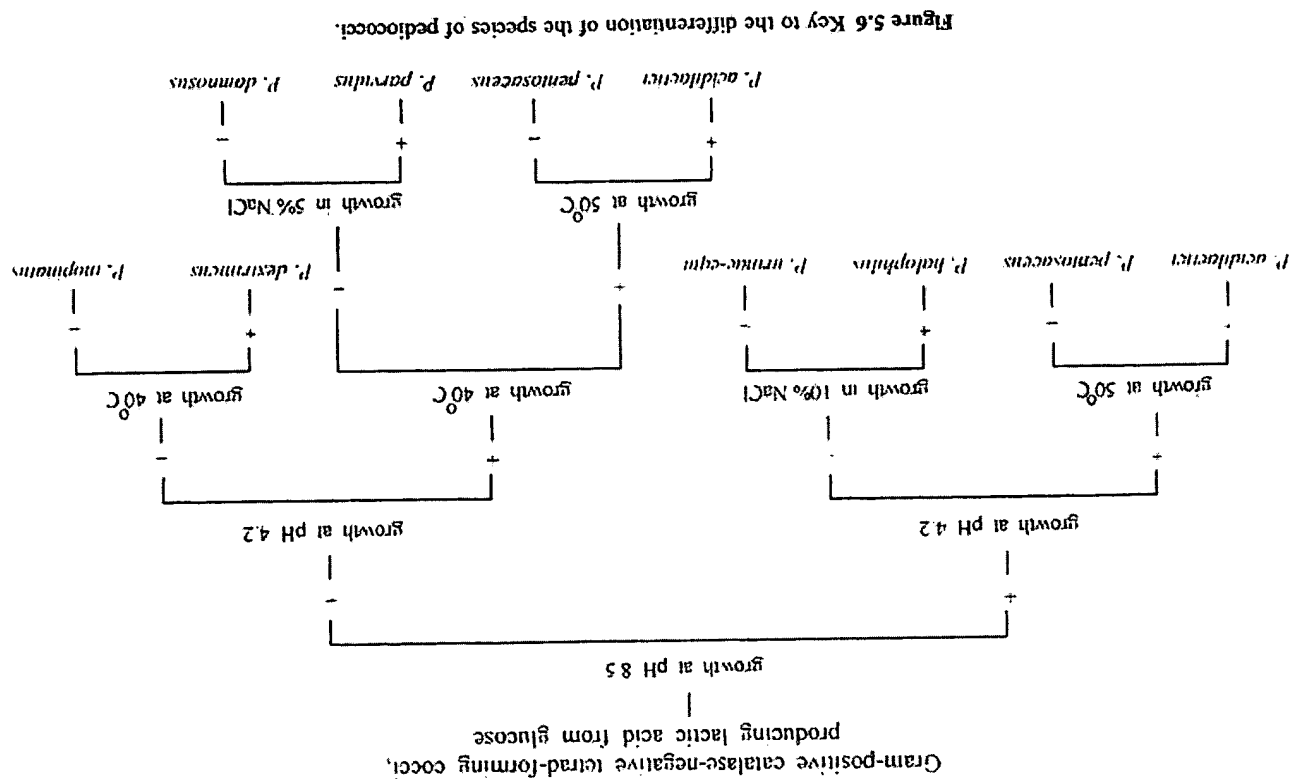 Gram-positive catalase-negative tetrad-forming cocci,
producing lactic acid from glucose
growth at pH 8 5
+ −
growth at pH 4.2 growth at pH 4.2
+ - + −
growth at 50°C growth in 10% NaCl growth at 40°C growth at 40°C
- − + − + − + −
P. acidilactici P. pentosaceus P. halophilus P. urinae-equi P. dextrinicus P. inopinatus
growth at 50°C growth in 5% NaCl
+ − + −
P. acidilactici P. pentosaceus P. parvulus P. damnosus
Figure 5.6 Key to the differentiation of the species of pediococci.